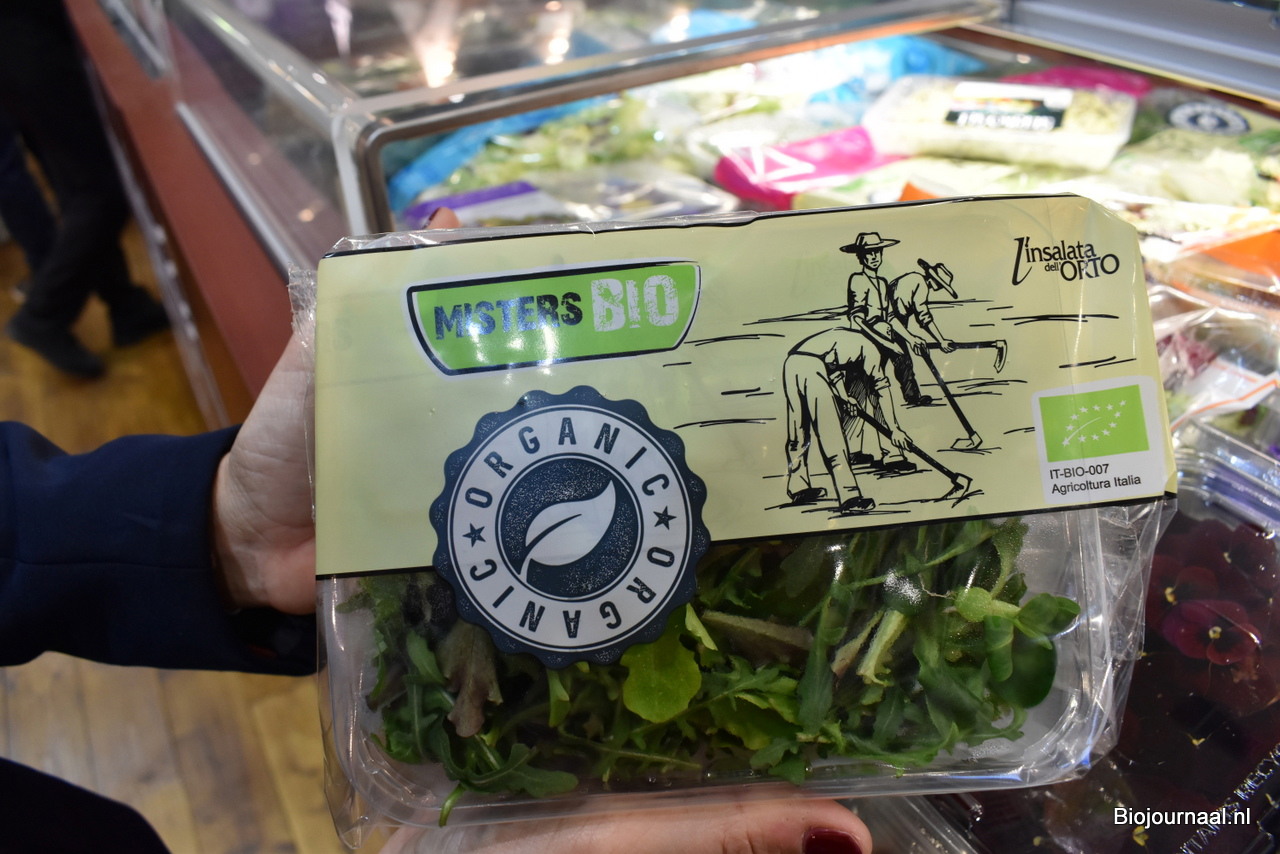 MISTERS BIO
l'insalata
dell'ORTO
ORGANIC ★ ORGANIC ★
IT-BIO-007
Agricoltura Italia
Biojournaal.nl